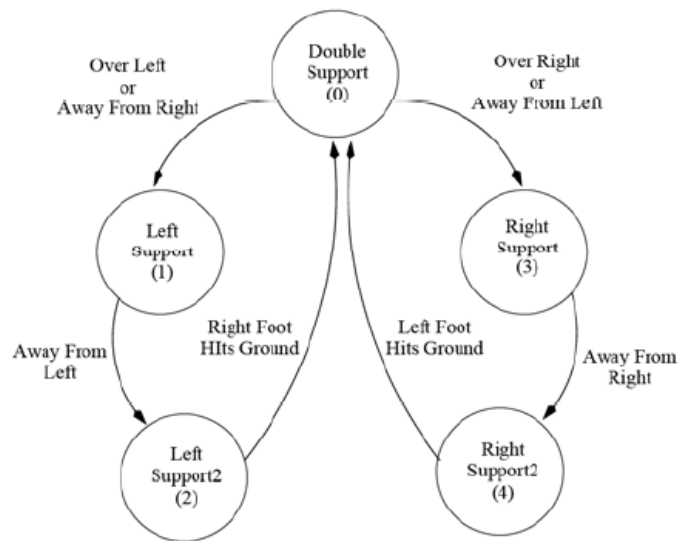 Double
Support
(0)
Over Left
or
Away From Right
Over Right
or
Away From Left
Left
Support
(1)
Right
Support
(3)
Right Foot
HIts Ground
Left Foot
Hits Ground
Away From
Left
Away From
Right
Left
Support2
(2)
Right
Support2
(4)